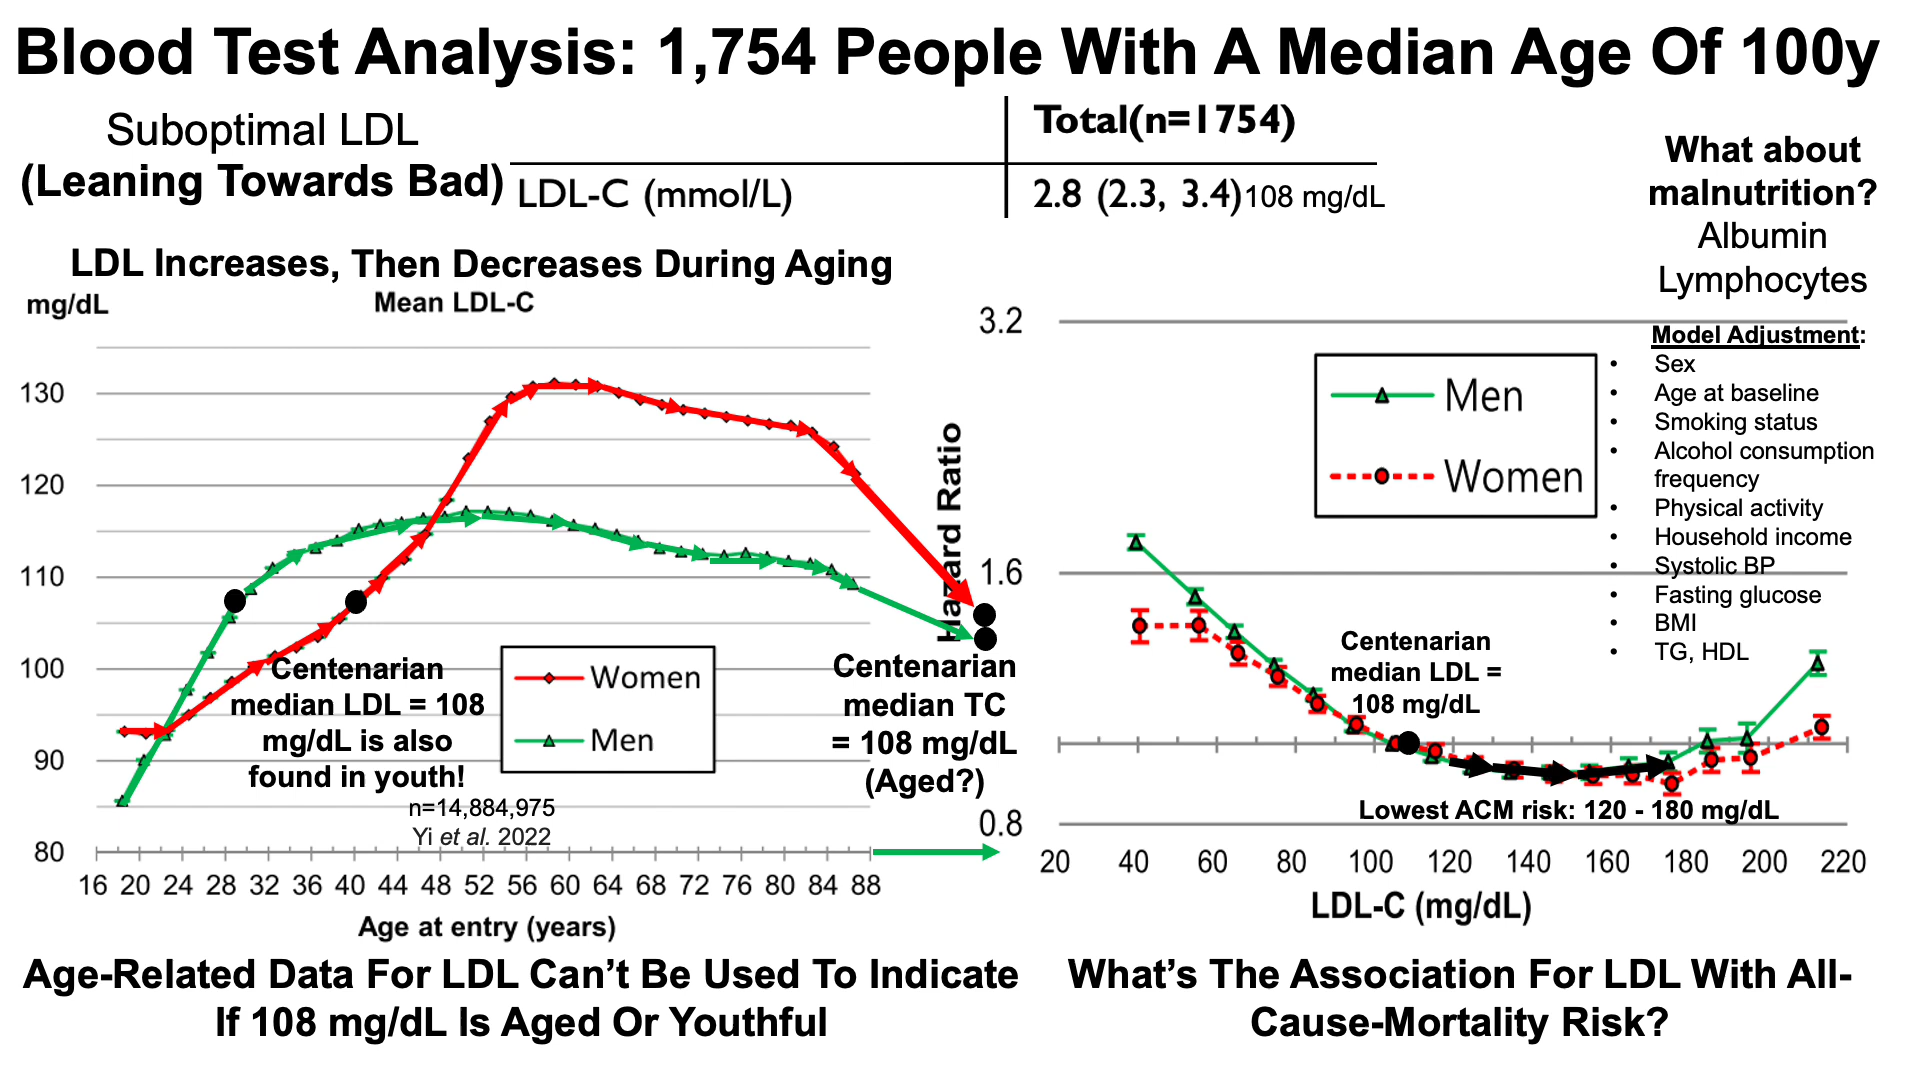 Blood Test Analysis: 1,754 People With A Median Age Of 100y
Suboptimal LDL
(Leaning Towards Bad)
Total(n=1754)
LDL-C (mmol/L)
2.8 (2.3, 3.4)108 mg/dL
What about
malnutrition?
Albumin
Lymphocytes
LDL Increases, Then Decreases During Aging
mg/dL
Mean LDL-C
130
120
110
100
90
80
16 20 24 28 32 36 40 44 48 52 56 60 64 68 72 76 80 84 88
Age at entry (years)
Centenarian
median LDL = 108
mg/dL is also
found in youth!
n=14,884,975
Yi et al. 2022
Women
Men
Centenarian
median TC
= 108 mg/dL
(Aged?)
Age-Related Data For LDL Can’t Be Used To Indicate
If 108 mg/dL Is Aged Or Youthful
Hazard Ratio
3.2
1.6
0.8
Men
Women
Model Adjustment:
• Sex
• Age at baseline
• Smoking status
• Alcohol consumption
frequency
• Physical activity
• Household income
• Systolic BP
• Fasting glucose
• BMI
• TG, HDL
Centenarian
median LDL =
108 mg/dL
Lowest ACM risk: 120 - 180 mg/dL
20 40 60 80 100 120 140 160 180 200 220
LDL-C (mg/dL)
What’s The Association For LDL With All-
Cause-Mortality Risk?